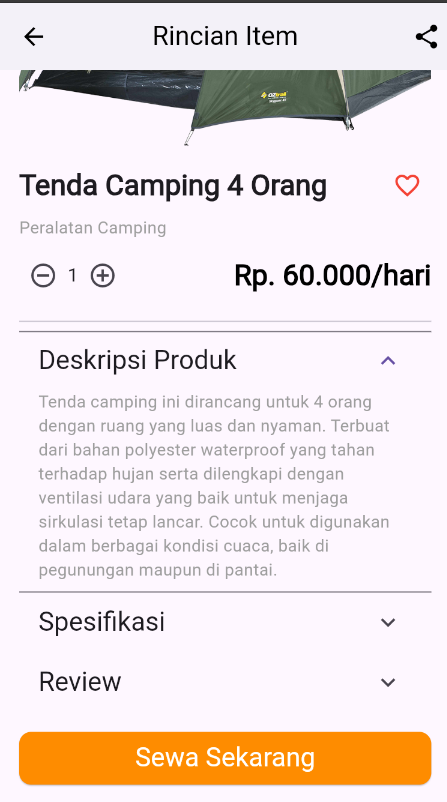 Rincian Item
OZtrail
Tenda Camping 4 Orang
Peralatan Camping
1
Rp. 60.000/hari
Deskripsi Produk
Tenda camping ini dirancang untuk 4 orang
dengan ruang yang luas dan nyaman. Terbuat
dari bahan polyester waterproof yang tahan
terhadap hujan serta dilengkapi dengan
ventilasi udara yang baik untuk menjaga
sirkulasi tetap lancar. Cocok untuk digunakan
dalam berbagai kondisi cuaca, baik di
pegunungan maupun di pantai.
Spesifikasi
Review
Sewa Sekarang